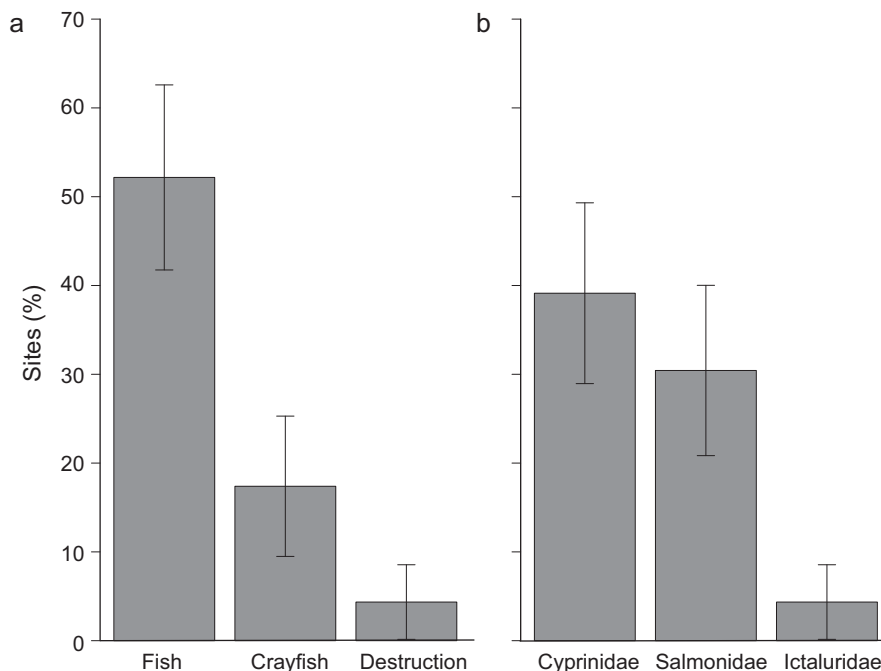 a
b
70
60
50
40
30
20
10
0
Sites (%)
Fish Crayfish Destruction
Cyprinidae Salmonidae Ictaluridae